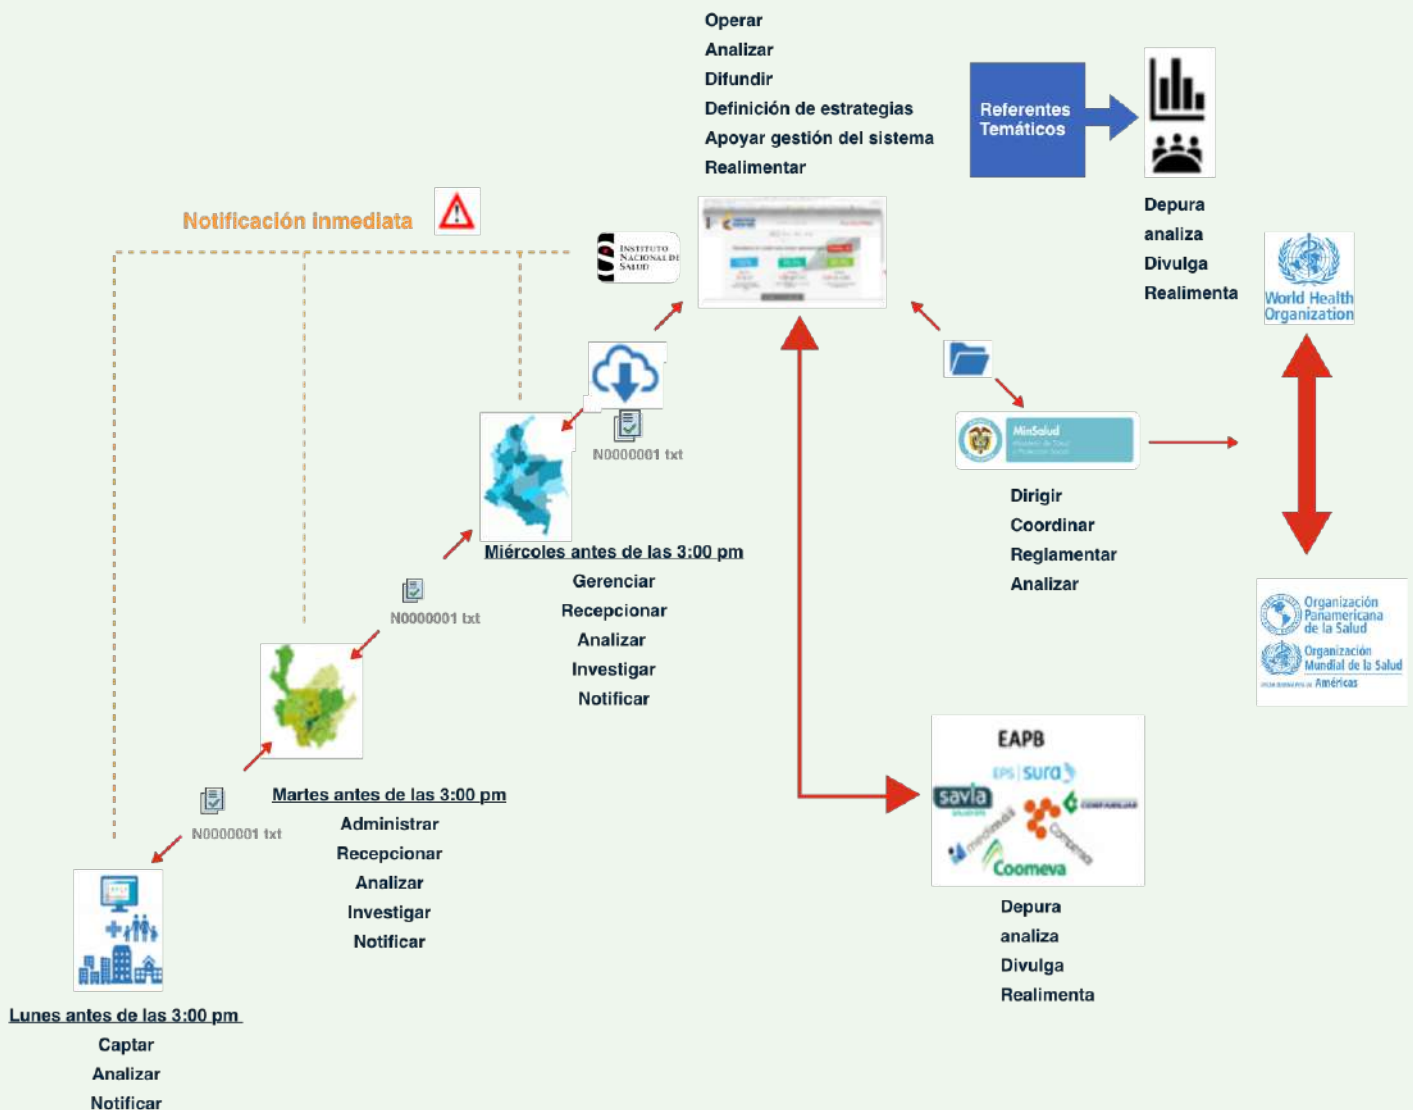 Operar
Analizar
Difundir
Definición de estrategias
Apoyar gestión del sistema
Realimentar
Referentes
Temáticos
Depura
analiza
Divulga
Realimenta
World Health
Organization
Notificación inmediata
INSTITUTO
NACIONAL DE
SALUD
N0000001 txt
MinSalud
Dirigir
Coordinar
Reglamentar
Analizar
Miércoles antes de las 3:00 pm
Gerenciar
Recepcionar
Analizar
Investigar
Notificar
N0000001 txt
Organización
Panamericana
de la Salud
Organización
Mundial de la Salud
Américas
Martes antes de las 3:00 pm
Administrar
Recepcionar
Analizar
Investigar
Notificar
N0000001 txt
EAPB
EPS sura
savia
Coomeva
Depura
analiza
Divulga
Realimenta
Lunes antes de las 3:00 pm
Captar
Analizar
Notificar